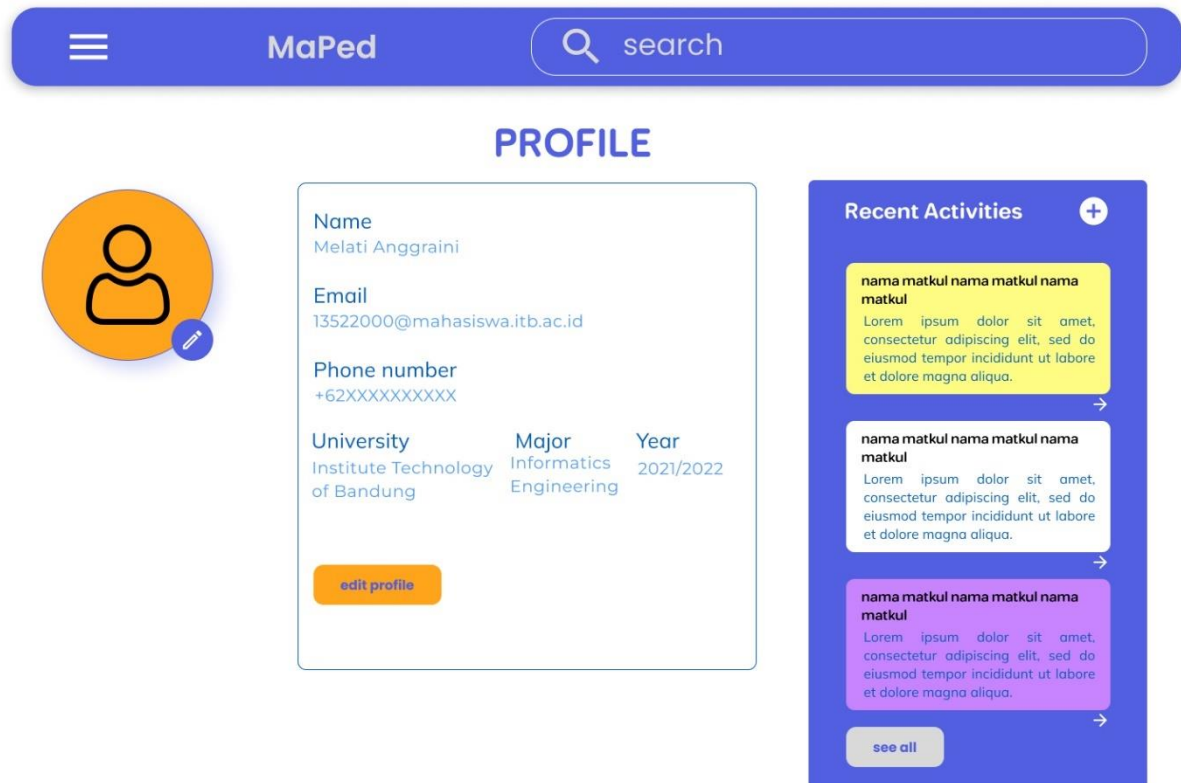 MaPed
search
PROFILE
Name
Melati Anggraini
Email
13522000@mahasiswa.itb.ac.id
Phone number
+62XXXXXXXXXX
University
Institute Technology
of Bandung
Major
Informatics
Engineering
Year
2021/2022
edit profile
Recent Activities
nama matkul nama matkul nama
matkul
Lorem ipsum dolor sit amet,
consectetur adipiscing elit, sed do
eiusmod tempor incididunt ut labore
et dolore magna aliqua.
nama matkul nama matkul nama
matkul
Lorem ipsum dolor sit amet,
consectetur adipiscing elit, sed do
eiusmod tempor incididunt ut labore
et dolore magna aliqua.
nama matkul nama matkul nama
matkul
Lorem ipsum dolor sit amet,
consectetur adipiscing elit, sed do
eiusmod tempor incididunt ut labore
et dolore magna aliqua.
see all